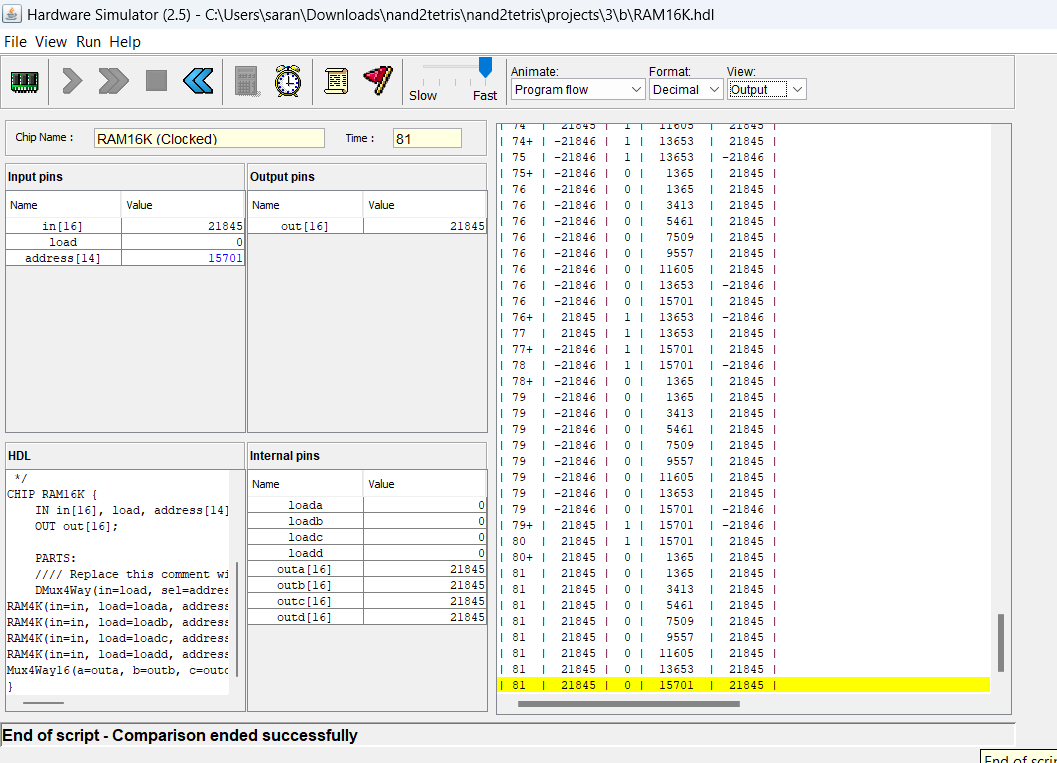 Hardware Simulator (2.5) - C:\Users\saran\Downloads\nand2tetris\nand2tetris\projects\3\b\RAM16K.hdl
File View Run Help
Slow Fast
Animate: Format: View:
Program flow Decimal Output
Chip Name : RAM16K (Clocked) Time : 81
Input pins
Name Value
in[16] 21845
load 0
address[14] 15701
Output pins
Name Value
out[16] 21845
HDL
*/
CHIP RAM16K {
IN in[16], load, address[14]
OUT out[16];
PARTS:
//// Replace this comment wi
DMux4Way(in=load, sel=addres
RAM4K(in=in, load=loada, address
RAM4K(in=in, load=loadb, address
RAM4K(in=in, load=loadc, address
RAM4K(in=in, load=loadd, address
Mux4Way16(a=outa, b=outb, c=outc
}
Internal pins
Name Value
loada 0
loadb 0
loadc 0
loadd 0
outa[16] 21845
outb[16] 21845
outc[16] 21845
outd[16] 21845
| 74 | 21845 | 1 | 11605 | 21845 |
| 74+ | -21846 | 1 | 13653 | 21845 |
| 75 | -21846 | 1 | 13653 | -21846 |
| 75+ | -21846 | 0 | 1365 | 21845 |
| 76 | -21846 | 0 | 1365 | 21845 |
| 76 | -21846 | 0 | 3413 | 21845 |
| 76 | -21846 | 0 | 5461 | 21845 |
| 76 | -21846 | 0 | 7509 | 21845 |
| 76 | -21846 | 0 | 9557 | 21845 |
| 76 | -21846 | 0 | 11605 | 21845 |
| 76 | -21846 | 0 | 13653 | -21846 |
| 76 | -21846 | 0 | 15701 | 21845 |
| 76+ | 21845 | 1 | 13653 | -21846 |
| 77 | 21845 | 1 | 13653 | 21845 |
| 77+ | -21846 | 1 | 15701 | 21845 |
| 78 | -21846 | 1 | 15701 | -21846 |
| 78+ | -21846 | 0 | 1365 | 21845 |
| 79 | -21846 | 0 | 1365 | 21845 |
| 79 | -21846 | 0 | 3413 | 21845 |
| 79 | -21846 | 0 | 5461 | 21845 |
| 79 | -21846 | 0 | 7509 | 21845 |
| 79 | -21846 | 0 | 9557 | 21845 |
| 79 | -21846 | 0 | 11605 | 21845 |
| 79 | -21846 | 0 | 13653 | 21845 |
| 79 | -21846 | 0 | 15701 | -21846 |
| 79+ | 21845 | 1 | 15701 | -21846 |
| 80 | 21845 | 1 | 15701 | 21845 |
| 80+ | 21845 | 0 | 1365 | 21845 |
| 81 | 21845 | 0 | 1365 | 21845 |
| 81 | 21845 | 0 | 3413 | 21845 |
| 81 | 21845 | 0 | 5461 | 21845 |
| 81 | 21845 | 0 | 7509 | 21845 |
| 81 | 21845 | 0 | 9557 | 21845 |
| 81 | 21845 | 0 | 11605 | 21845 |
| 81 | 21845 | 0 | 13653 | 21845 |
| 81 | 21845 | 0 | 15701 | 21845 |
End of script - Comparison ended successfully
End of scrip